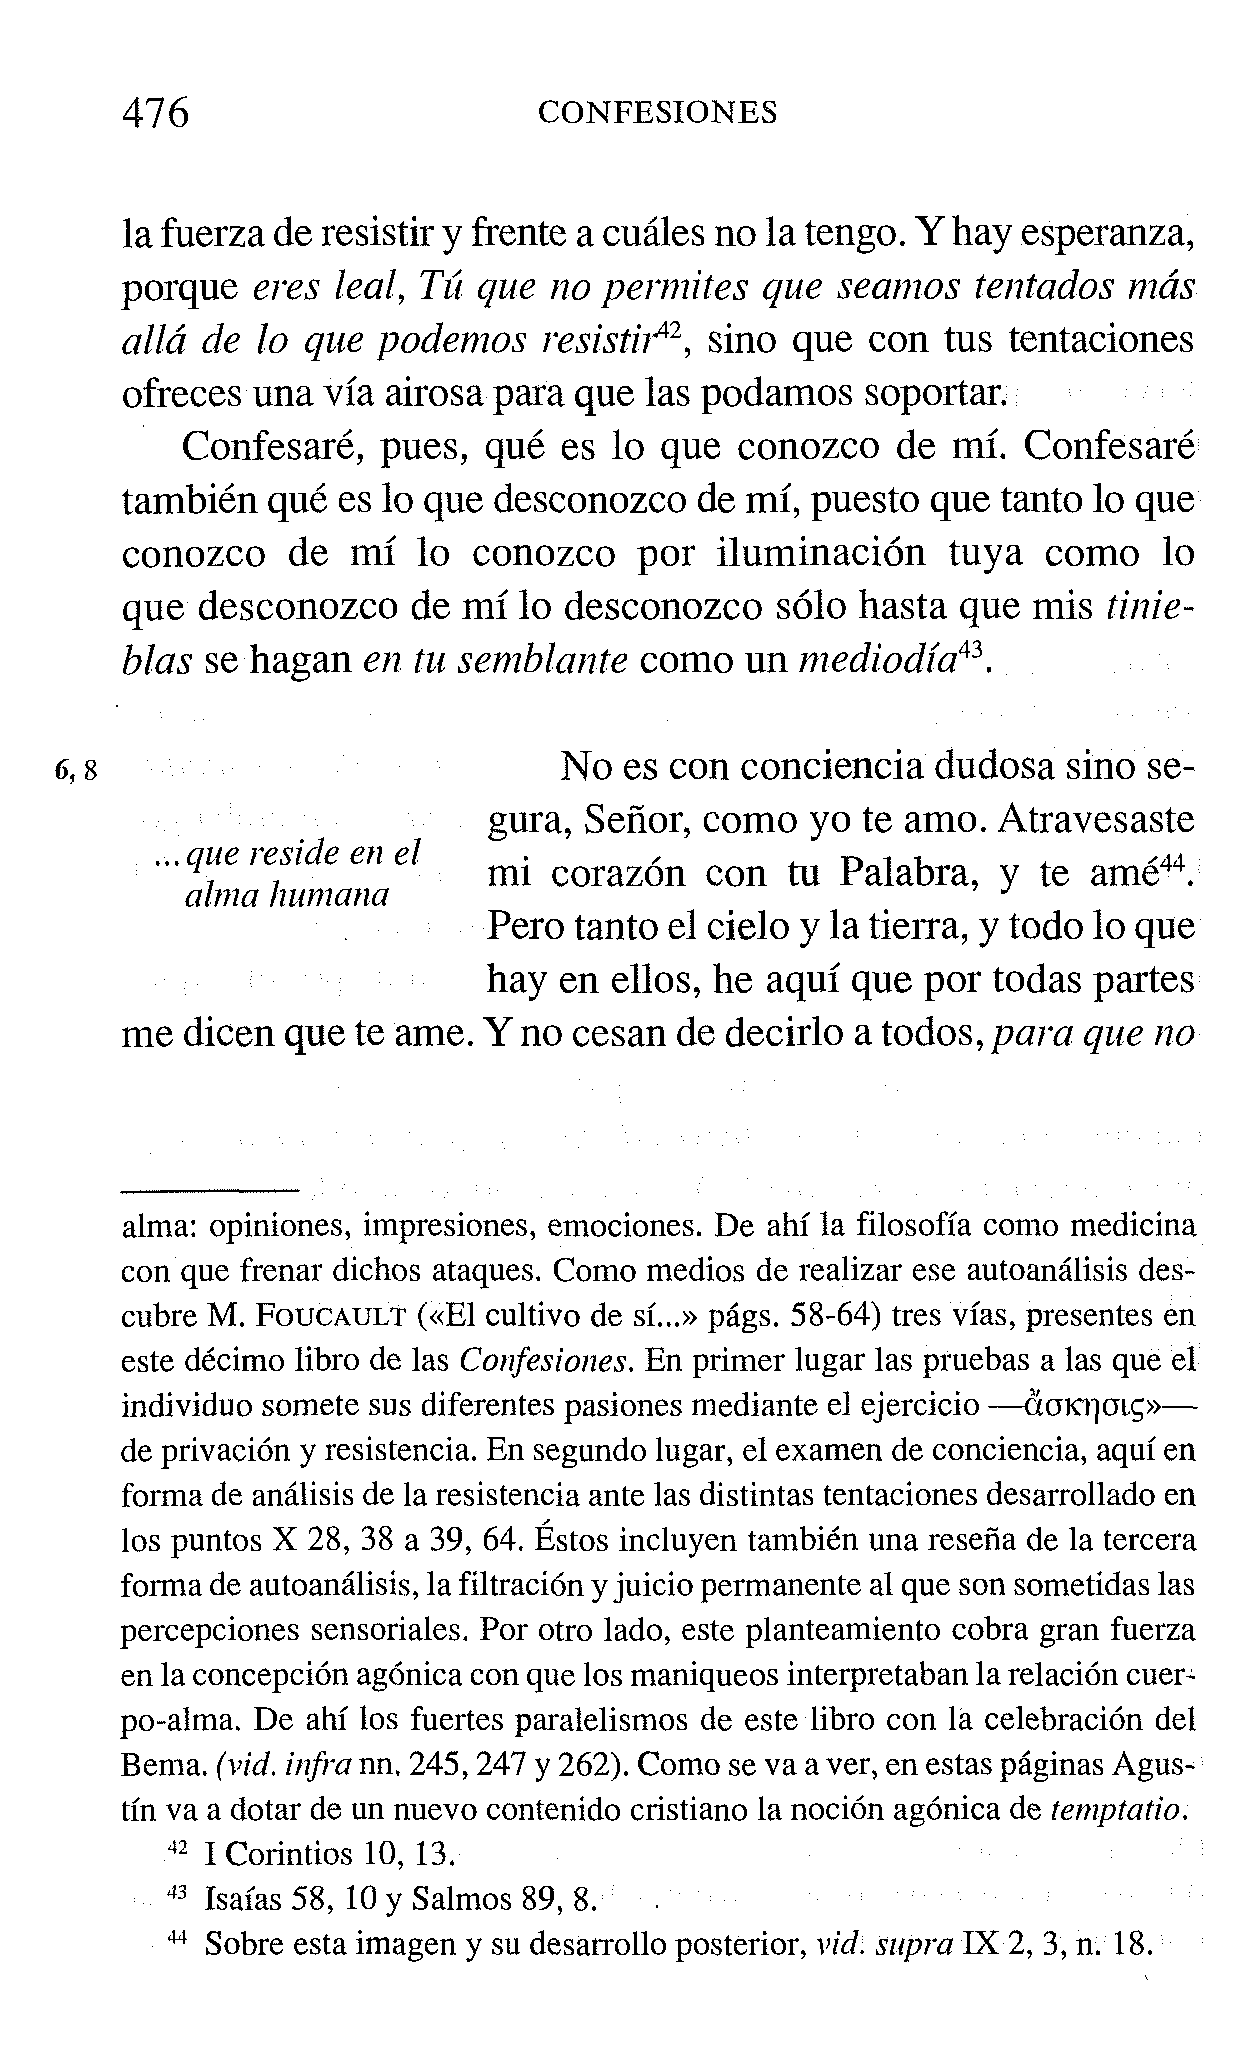 476 CONFESIONES
la fuerza de resistir y frente a cuáles no la tengo. Y hay esperanza,
porque eres leal, Tú que no permites que seamos tentados más
allá de lo que podemos resistir⁴², sino que con tus tentaciones
ofreces una vía airosa para que las podamos soportar.
Confesaré, pues, qué es lo que conozco de mí. Confesaré
también qué es lo que desconozco de mí, puesto que tanto lo que
conozco de mí lo conozco por iluminación tuya como lo
que desconozco de mí lo desconozco sólo hasta que mis tinie-
blas se hagan en tu semblante como un mediodía⁴³.
6, 8
...que reside en el
alma humana
No es con conciencia dudosa sino se-
gura, Señor, como yo te amo. Atravesaste
mi corazón con tu Palabra, y te amé⁴⁴.
Pero tanto el cielo y la tierra, y todo lo que
hay en ellos, he aquí que por todas partes
me dicen que te ame. Y no cesan de decirlo a todos, para que no
alma: opiniones, impresiones, emociones. De ahí la filosofía como medicina
con que frenar dichos ataques. Como medios de realizar ese autoanálisis des-
cubre M. FOUCAULT («El cultivo de sí...» págs. 58-64) tres vías, presentes en
este décimo libro de las Confesiones. En primer lugar las pruebas a las que el
individuo somete sus diferentes pasiones mediante el ejercicio —ἄσκησις»—
de privación y resistencia. En segundo lugar, el examen de conciencia, aquí en
forma de análisis de la resistencia ante las distintas tentaciones desarrollado en
los puntos X 28, 38 a 39, 64. Éstos incluyen también una reseña de la tercera
forma de autoanálisis, la filtración y juicio permanente al que son sometidas las
percepciones sensoriales. Por otro lado, este planteamiento cobra gran fuerza
en la concepción agónica con que los maniqueos interpretaban la relación cuer-
po-alma. De ahí los fuertes paralelismos de este libro con la celebración del
Bema. (vid. infra nn. 245, 247 y 262). Como se va a ver, en estas páginas Agus-
tín va a dotar de un nuevo contenido cristiano la noción agónica de temptatio.
⁴² I Corintios 10, 13.
⁴³ Isaías 58, 10 y Salmos 89, 8.
⁴⁴ Sobre esta imagen y su desarrollo posterior, vid. supra IX 2, 3, n. 18.